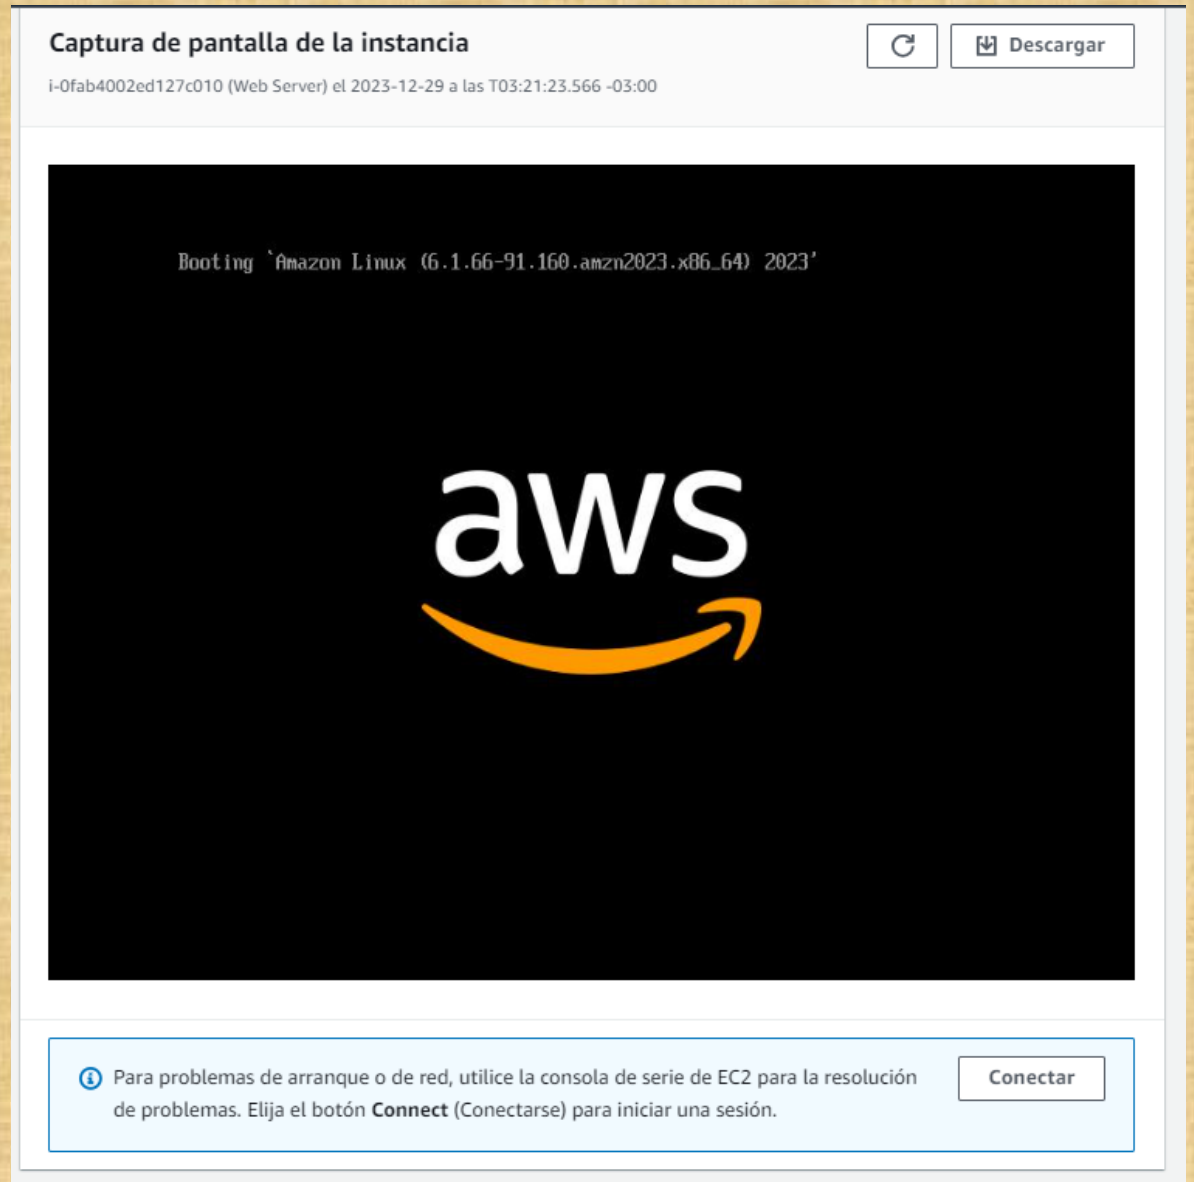 Captura de pantalla de la instancia
Descargar
i-0fab4002ed127c010 (Web Server) el 2023-12-29 a las T03:21:23.566 -03:00
Booting `Amazon Linux (6.1.66-91.160.amzn2023.x86_64) 2023'
aws
Para problemas de arranque o de red, utilice la consola de serie de EC2 para la resolución
de problemas. Elija el botón Connect (Conectarse) para iniciar una sesión.
Conectar